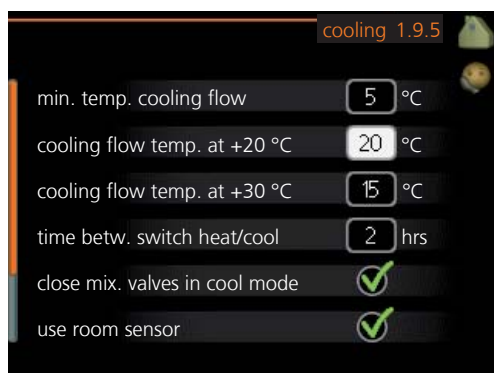 cooling 1.9.5
min. temp. cooling flow 5 °C
cooling flow temp. at +20 °C 20 °C
cooling flow temp. at +30 °C 15 °C
time betw. switch heat/cool 2 hrs
close mix. valves in cool mode
use room sensor